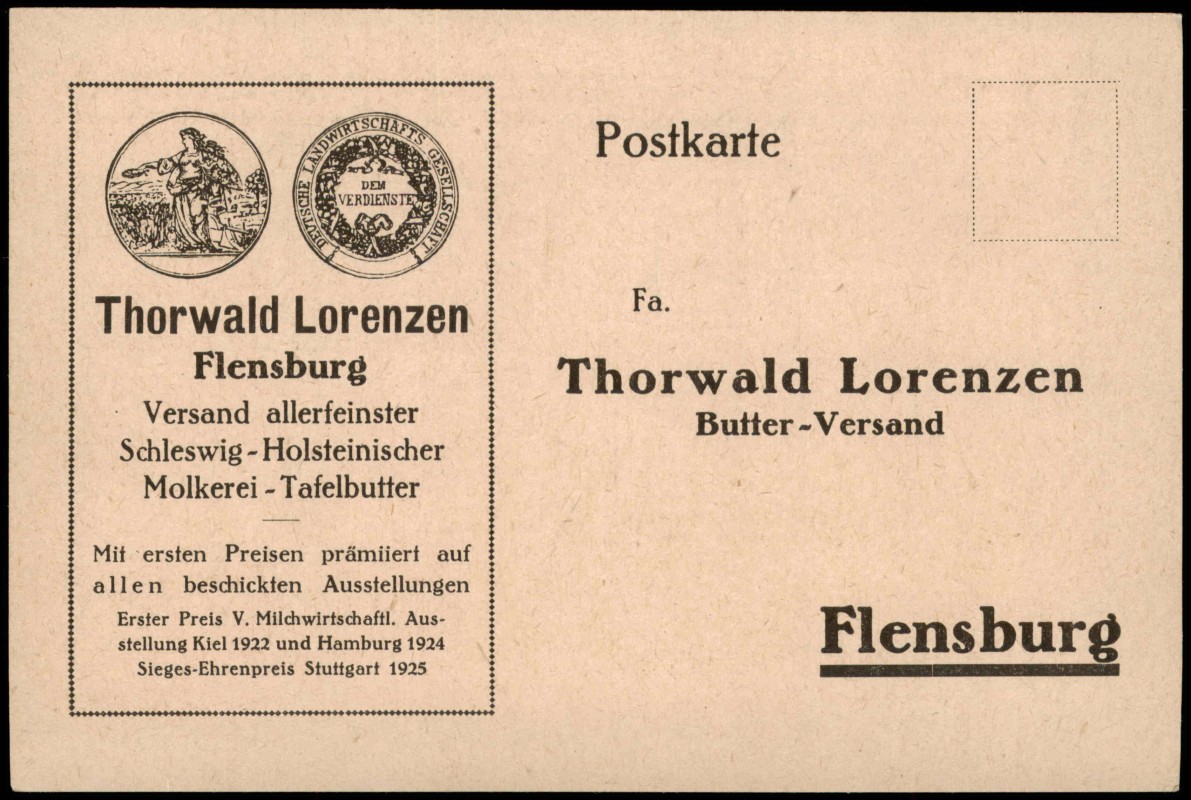 DEUTSCHE LANDWIRTSCHAFTS GESELLSCHAFT
DEM
VERDIENSTE
Thorwald Lorenzen
Flensburg
Versand allerfeinster
Schleswig-Holsteinischer
Molkerei-Tafelbutter
Mit ersten Preisen prämiiert auf
allen beschickten Ausstellungen
Erster Preis V. Milchwirtschaftl. Aus-
stellung Kiel 1922 und Hamburg 1924
Sieges-Ehrenpreis Stuttgart 1925
Postkarte
Fa.
Thorwald Lorenzen
Butter-Versand
Flensburg